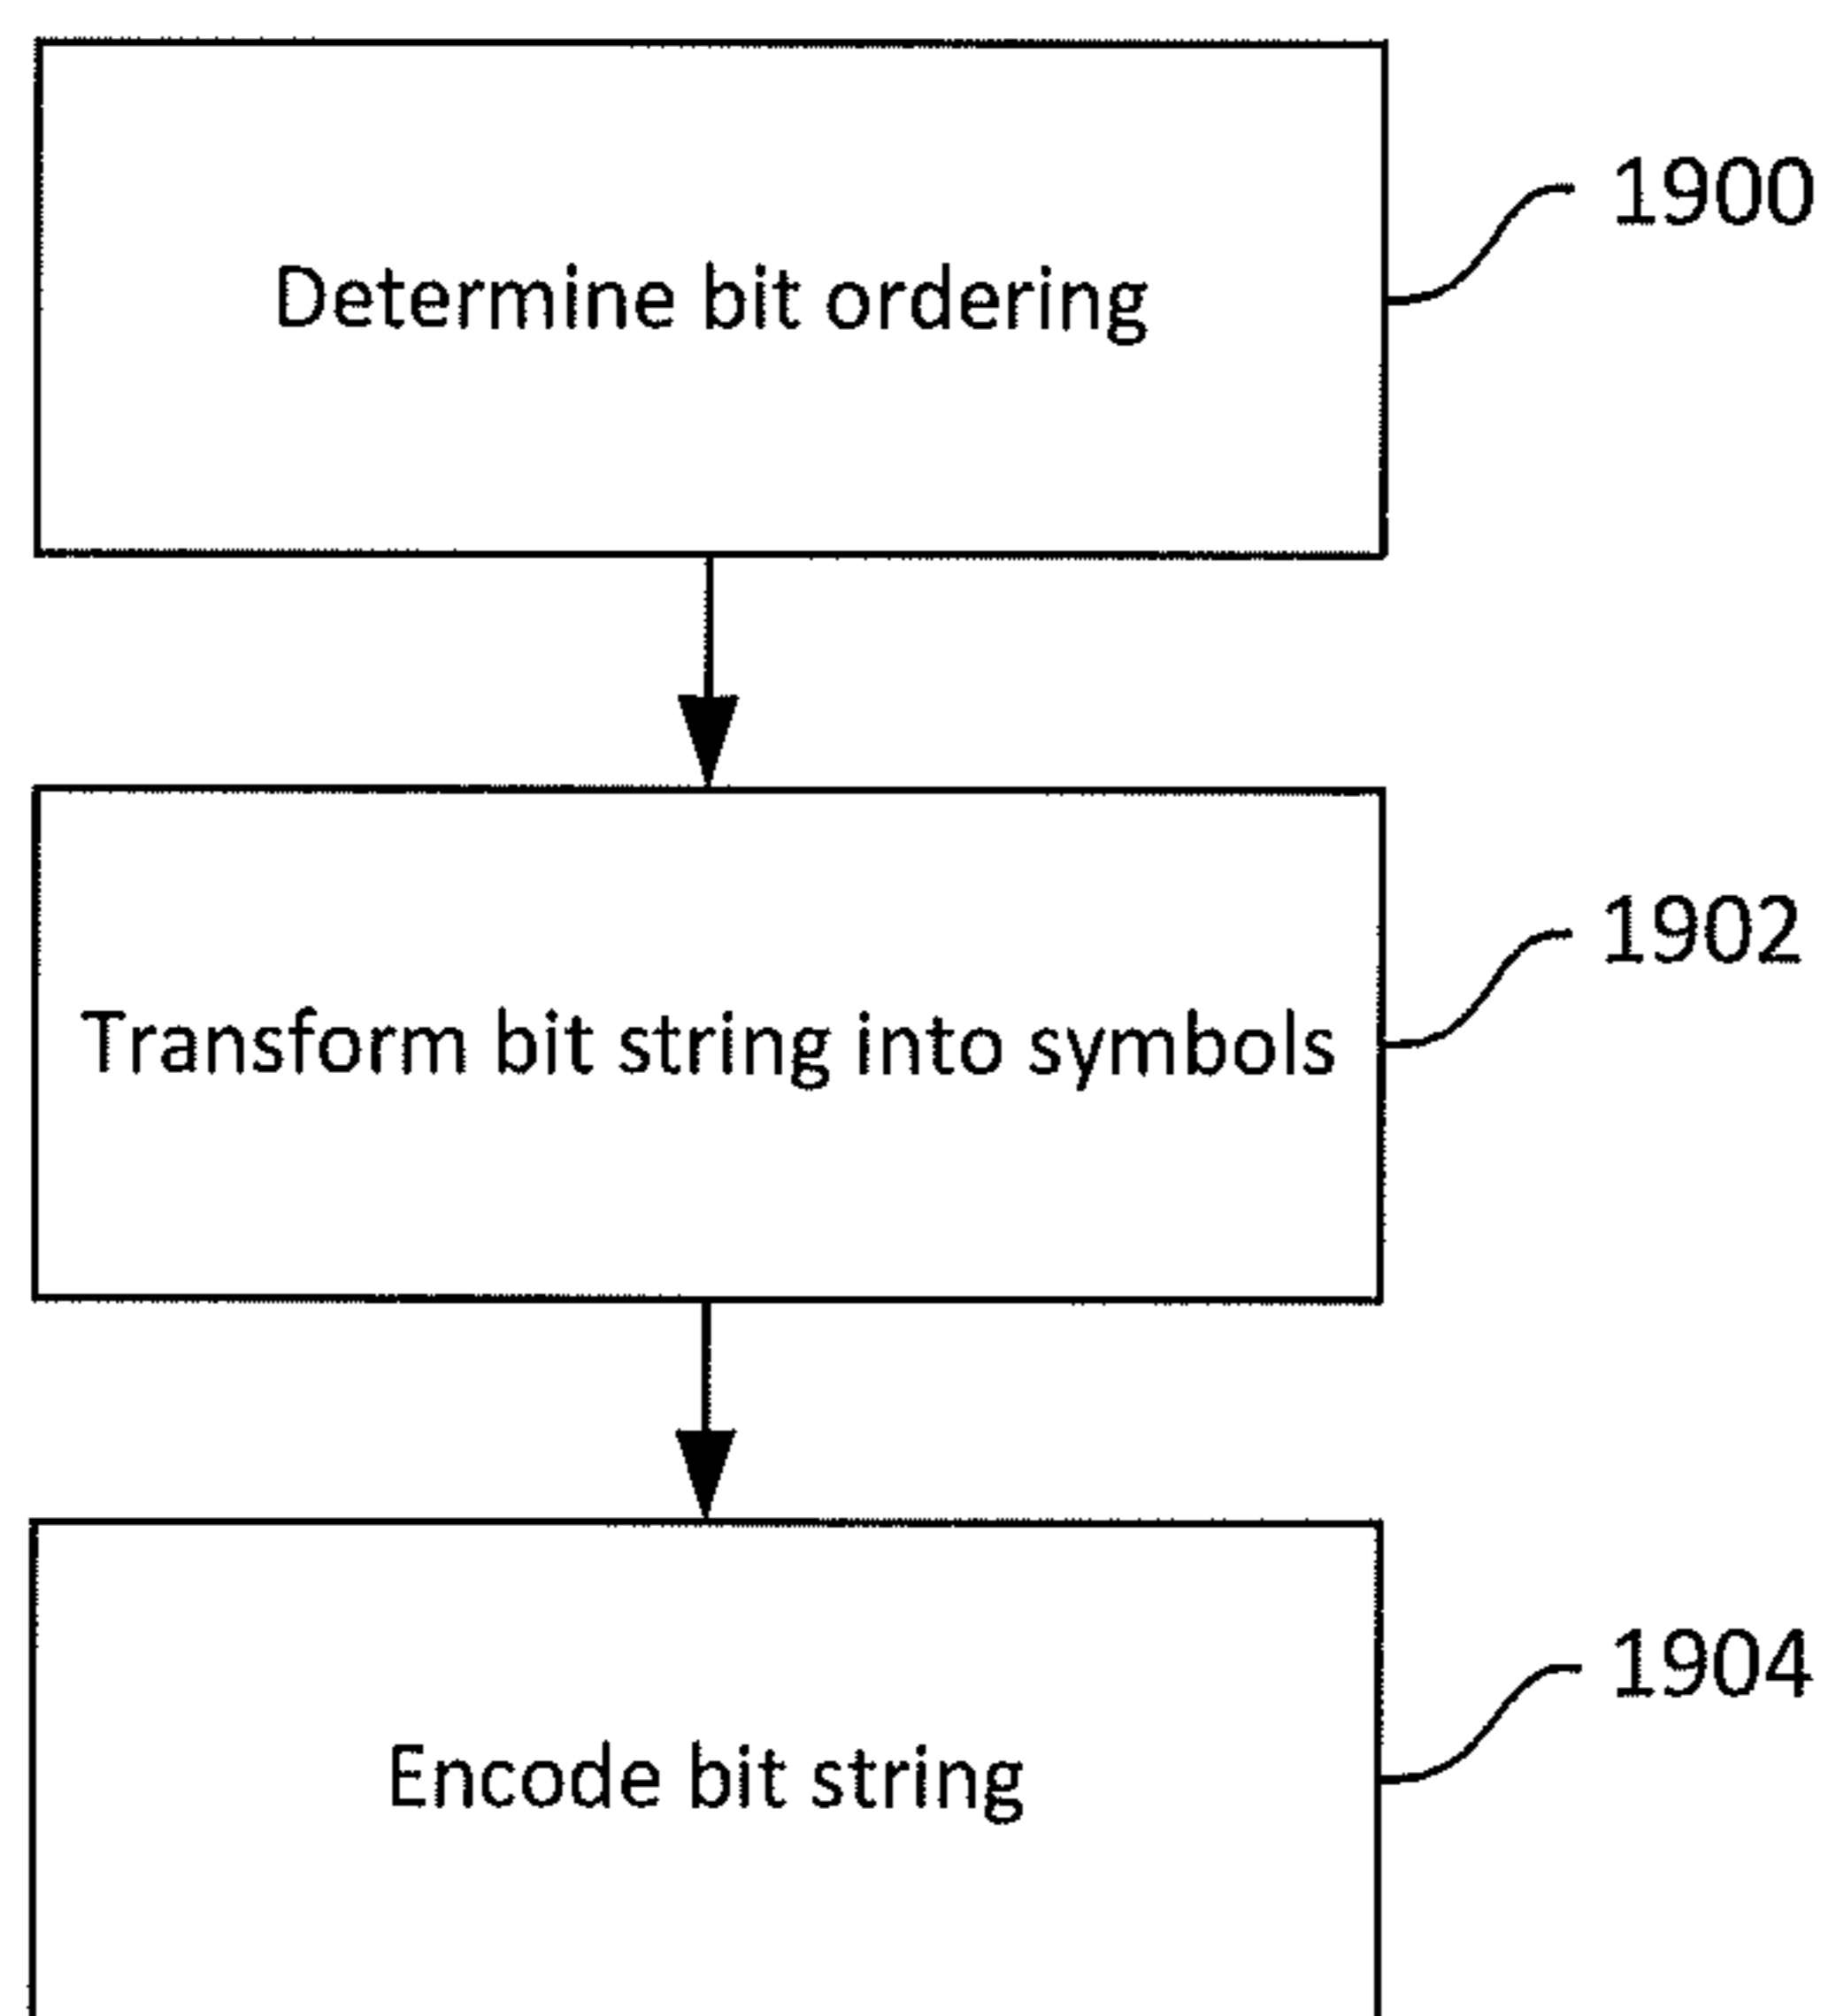 Determine bit ordering
1900
Transform bit string into symbols
1902
Encode bit string
1904